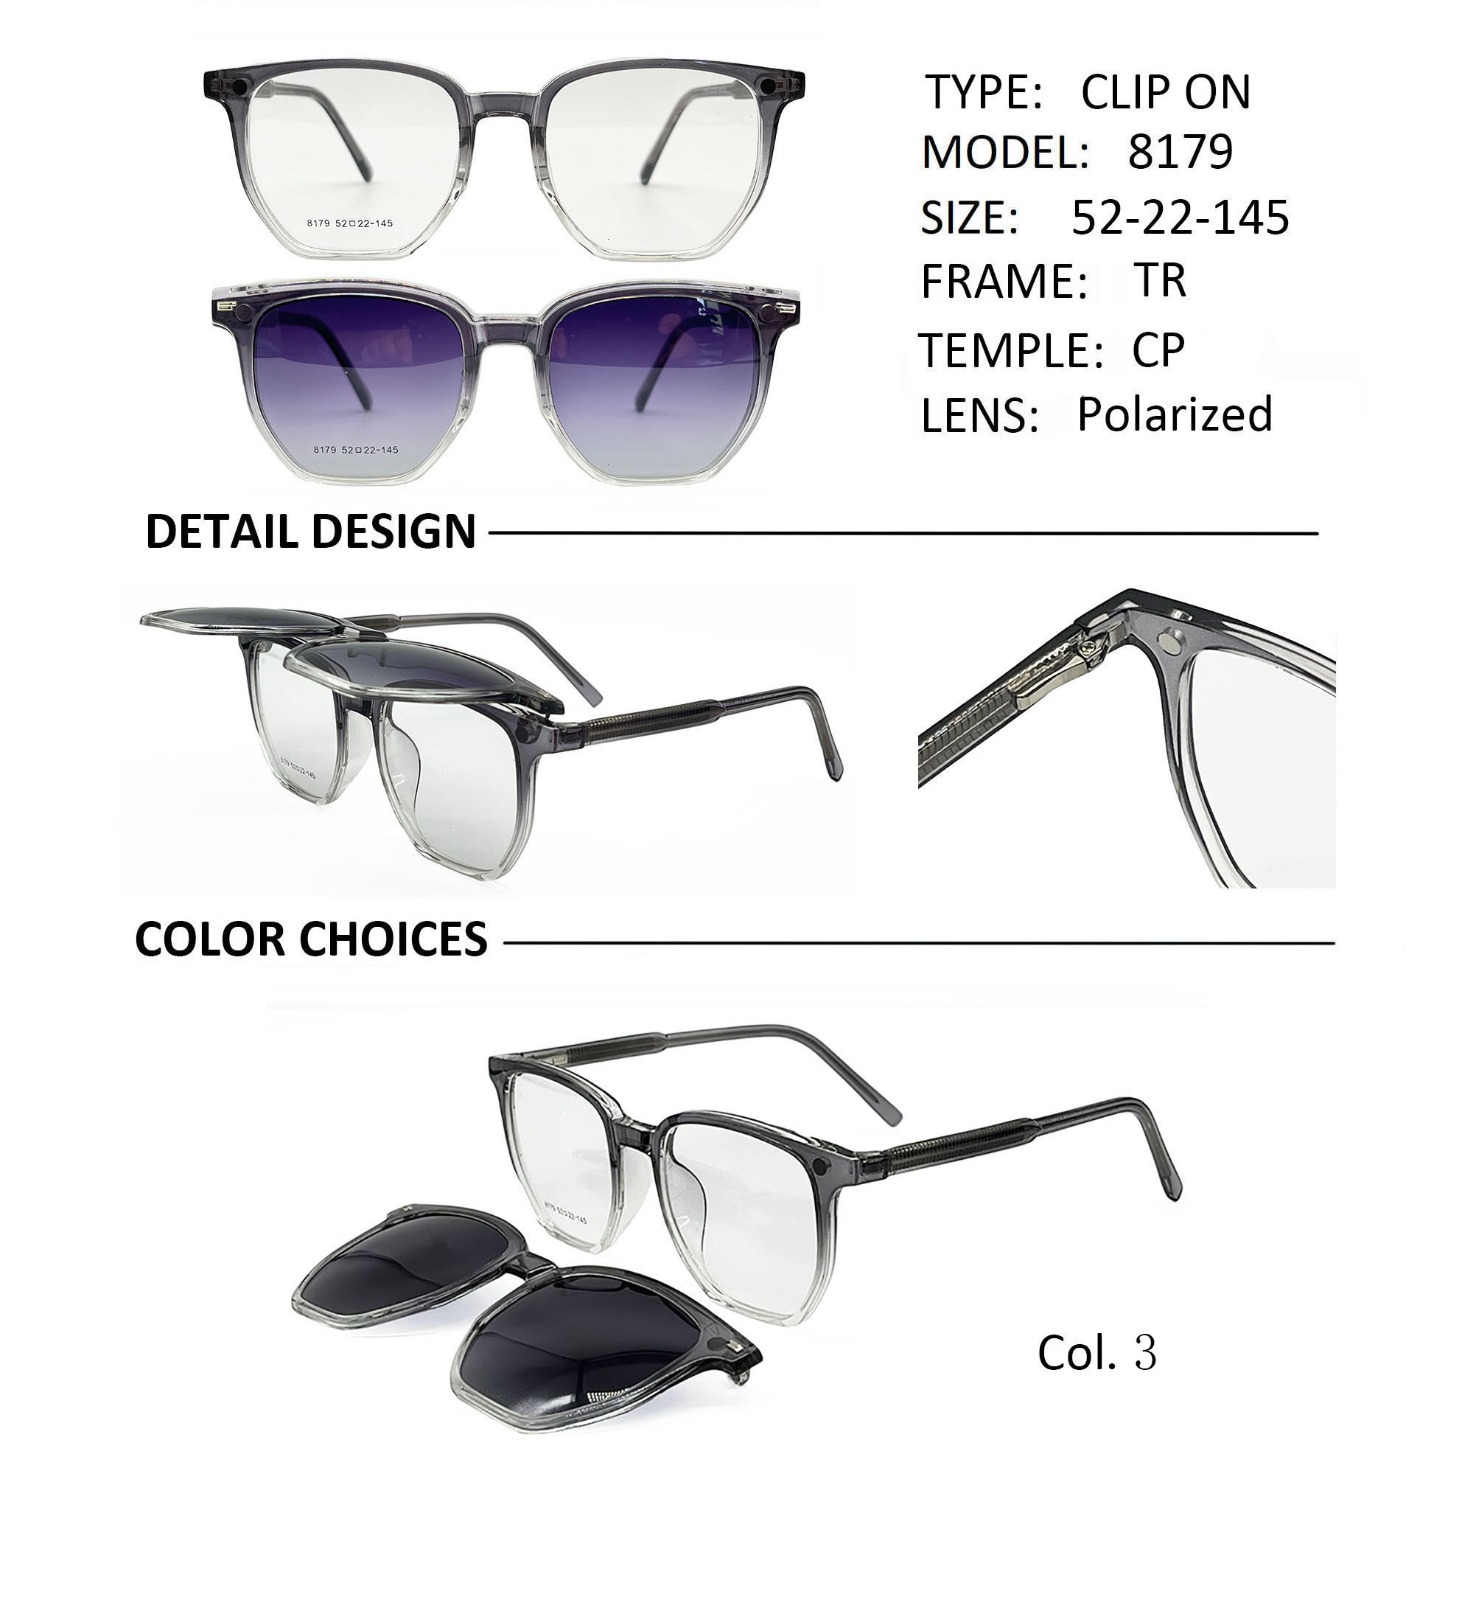 8179 52□22-145
8179 52□22-145
TYPE: CLIP ON
MODEL: 8179
SIZE: 52-22-145
FRAME: TR
TEMPLE: CP
LENS: Polarized
DETAIL DESIGN
8179 52□22-145
COLOR CHOICES
8179 52□22-145
Col. 3